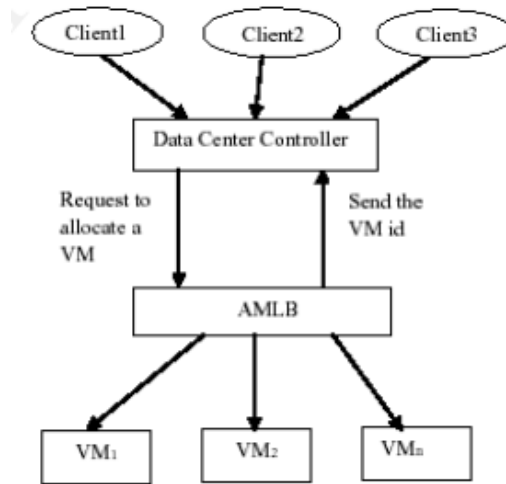 Client1
Client2
Client3
Data Center Controller
Request to
allocate a
VM
Send the
VM id
AMLB
VM₁
VM₂
VMₙ